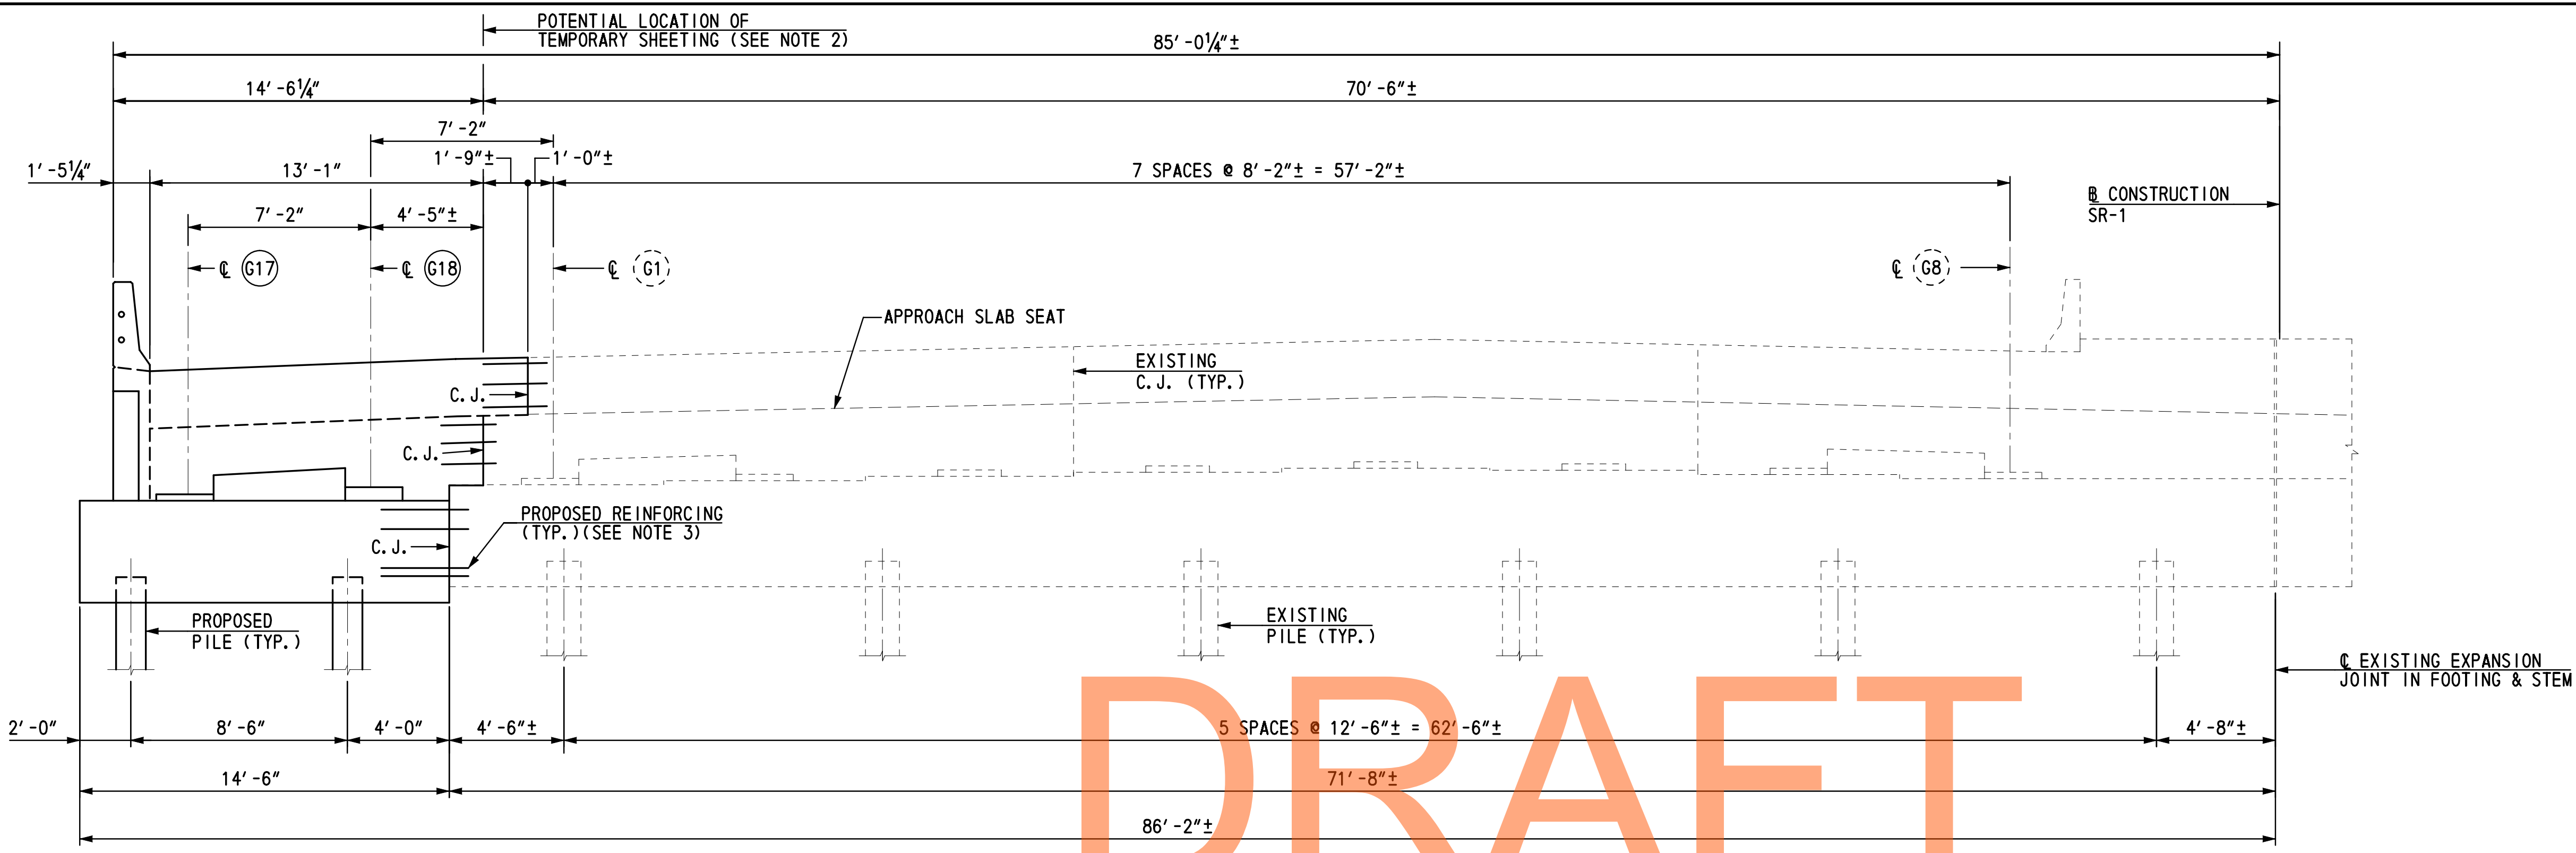 POTENTIAL LOCATION OF
TEMPORARY SHEETING (SEE NOTE 2)
85'-0¼"±
14'-6¼"
70'-6"±
7'-2"
1'-9"±
1'-0"±
1'-5¼"
13'-1"
7 SPACES @ 8'-2"± = 57'-2"±
℄ CONSTRUCTION
SR-1
7'-2"
4'-5"±
℄ G17
℄ G18
℄ G1
℄ G8
APPROACH SLAB SEAT
EXISTING
C.J. (TYP.)
C.J.
C.J.
PROPOSED REINFORCING
(TYP.)(SEE NOTE 3)
C.J.
PROPOSED
PILE (TYP.)
EXISTING
PILE (TYP.)
℄ EXISTING EXPANSION
JOINT IN FOOTING & STEM
2'-0"
8'-6"
4'-0"
4'-6"±
5 SPACES @ 12'-6"± = 62'-6"±
4'-8"±
14'-6"
71'-8"±
86'-2"±
DRAFT